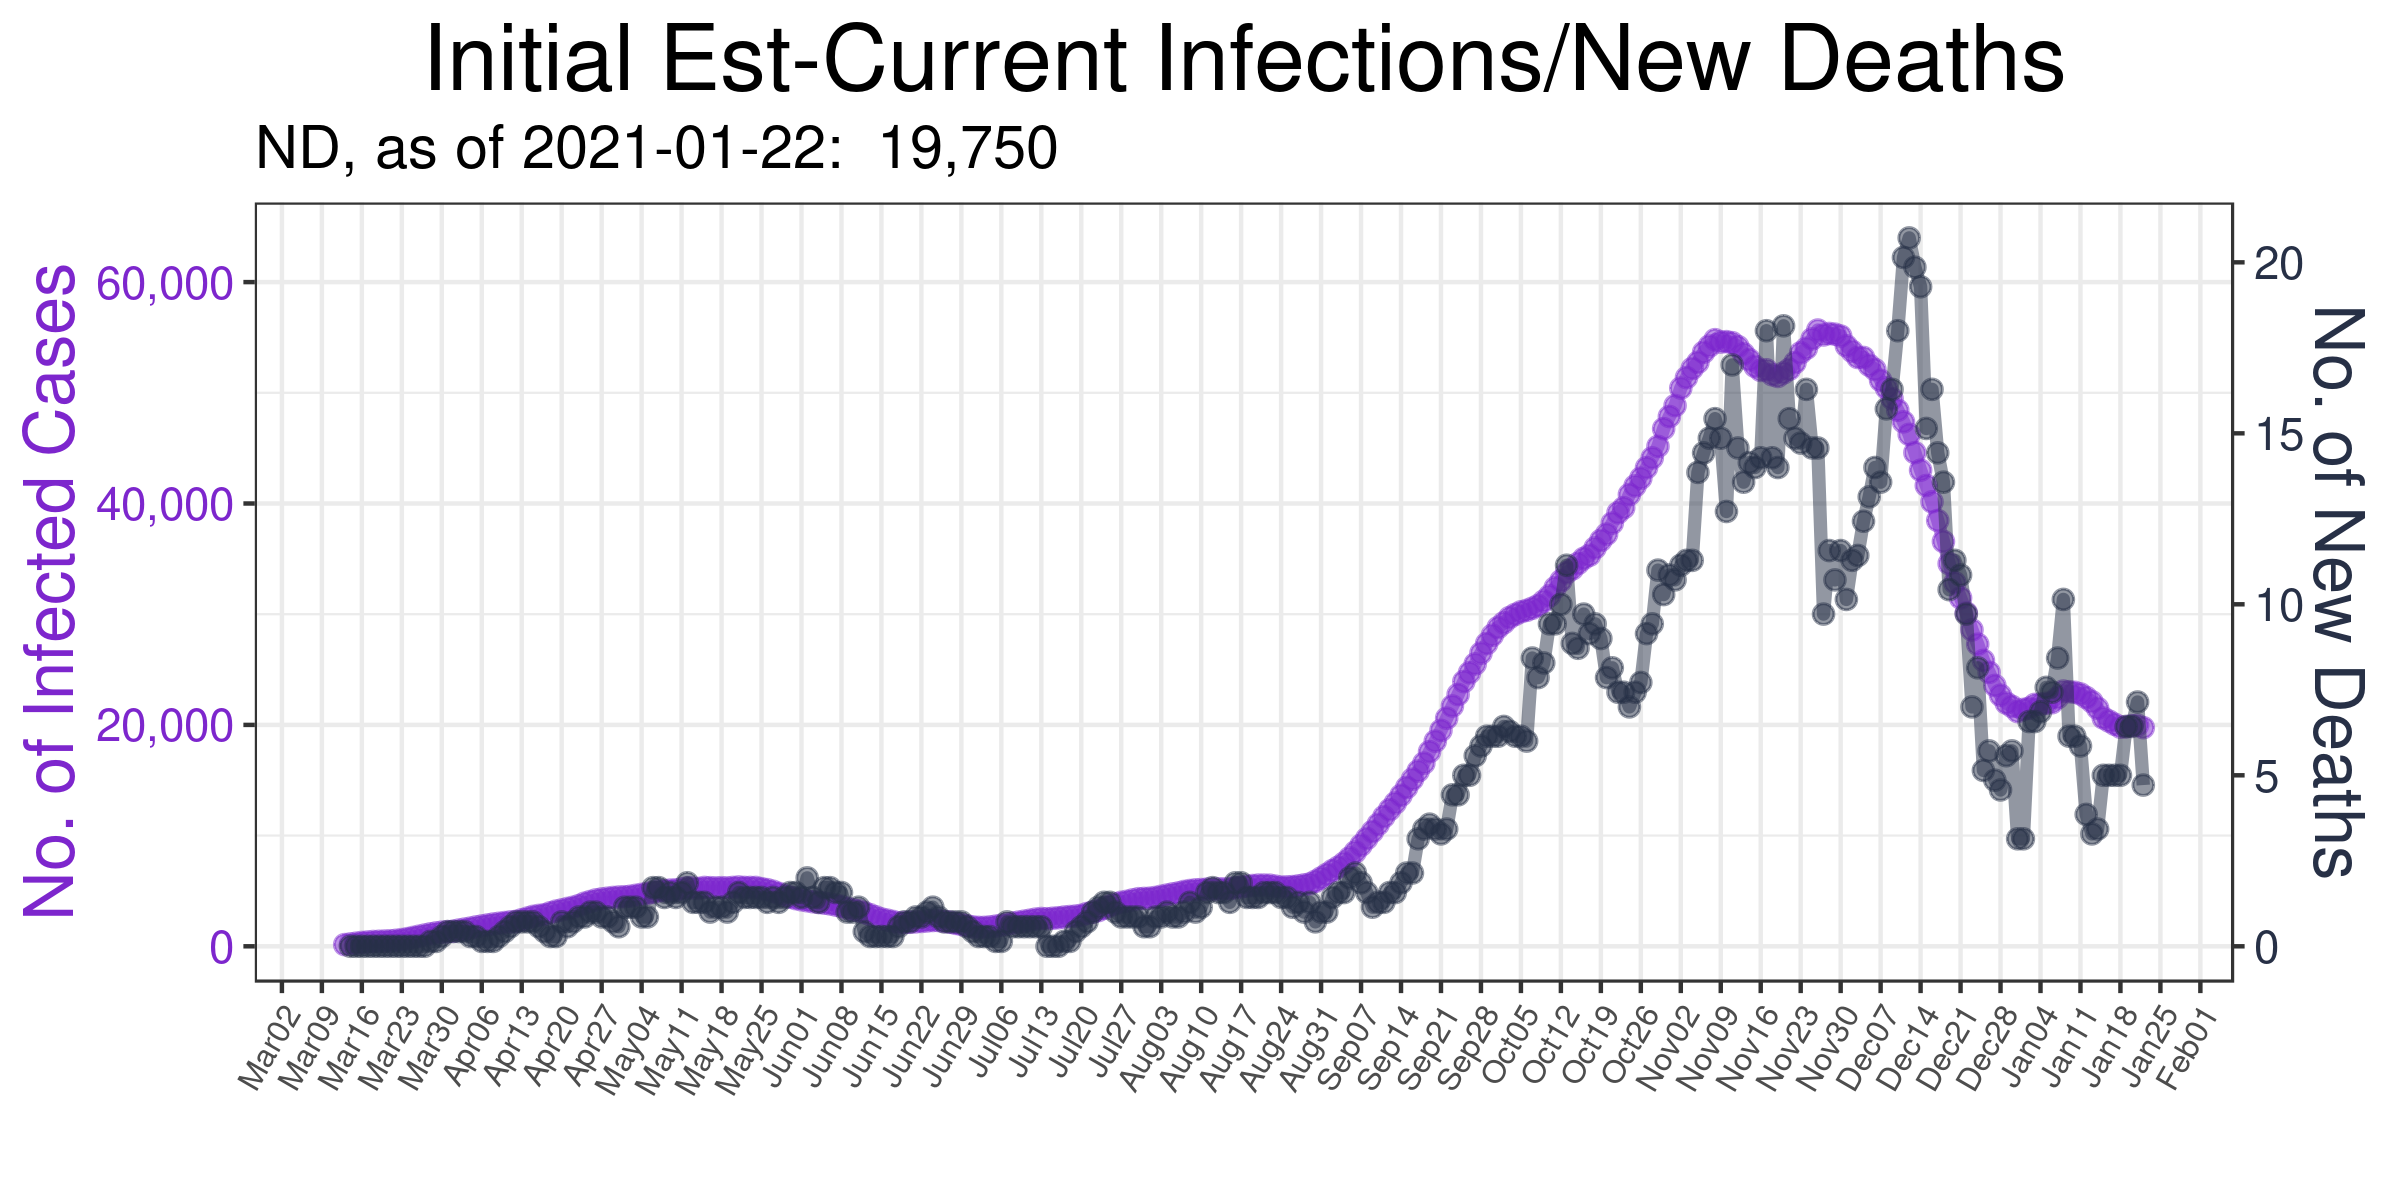 Initial Est-Current Infections/New Deaths
ND, as of 2021-01-22:  19,750
No. of Infected Cases
60,000
40,000
20,000
0
20
15
10
5
0
No. of New Deaths
Mar02
Mar09
Mar16
Mar23
Mar30
Apr06
Apr13
Apr20
Apr27
May04
May11
May18
May25
Jun01
Jun08
Jun15
Jun22
Jun29
Jul06
Jul13
Jul20
Jul27
Aug03
Aug10
Aug17
Aug24
Aug31
Sep07
Sep14
Sep21
Sep28
Oct05
Oct12
Oct19
Oct26
Nov02
Nov09
Nov16
Nov23
Nov30
Dec07
Dec14
Dec21
Dec28
Jan04
Jan11
Jan18
Jan25
Feb01